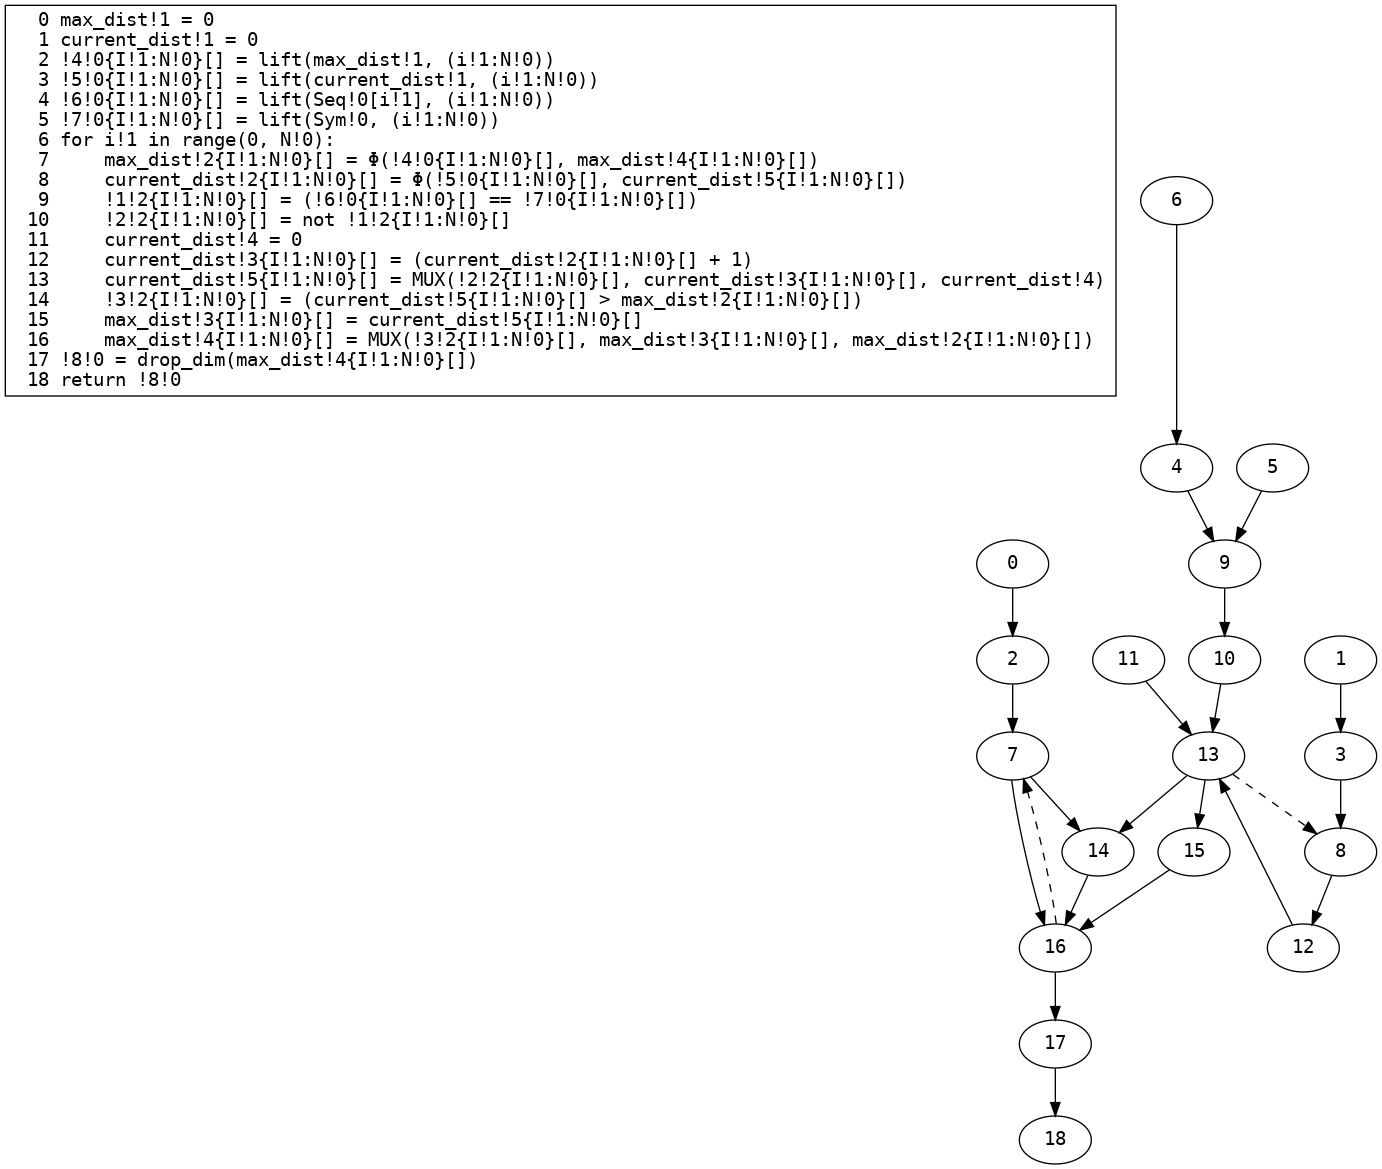 0 max_dist!1 = 0
1 current_dist!1 = 0
2 !4!0{I!1:N!0}[] = lift(max_dist!1, (i!1:N!0))
3 !5!0{I!1:N!0}[] = lift(current_dist!1, (i!1:N!0))
4 !6!0{I!1:N!0}[] = lift(Seq!0[i!1], (i!1:N!0))
5 !7!0{I!1:N!0}[] = lift(Sym!0, (i!1:N!0))
6 for i!1 in range(0, N!0):
7     max_dist!2{I!1:N!0}[] = Φ(!4!0{I!1:N!0}[], max_dist!4{I!1:N!0}[])
8     current_dist!2{I!1:N!0}[] = Φ(!5!0{I!1:N!0}[], current_dist!5{I!1:N!0}[])
9     !1!2{I!1:N!0}[] = (!6!0{I!1:N!0}[] == !7!0{I!1:N!0}[])
10     !2!2{I!1:N!0}[] = not !1!2{I!1:N!0}[]
11     current_dist!4 = 0
12     current_dist!3{I!1:N!0}[] = (current_dist!2{I!1:N!0}[] + 1)
13     current_dist!5{I!1:N!0}[] = MUX(!2!2{I!1:N!0}[], current_dist!3{I!1:N!0}[], current_dist!4)
14     !3!2{I!1:N!0}[] = (current_dist!5{I!1:N!0}[] > max_dist!2{I!1:N!0}[])
15     max_dist!3{I!1:N!0}[] = current_dist!5{I!1:N!0}[]
16     max_dist!4{I!1:N!0}[] = MUX(!3!2{I!1:N!0}[], max_dist!3{I!1:N!0}[], max_dist!2{I!1:N!0}[])
17 !8!0 = drop_dim(max_dist!4{I!1:N!0}[])
18 return !8!0
6
4
5
0
9
2
11
10
1
7
13
3
14
15
8
16
12
17
18